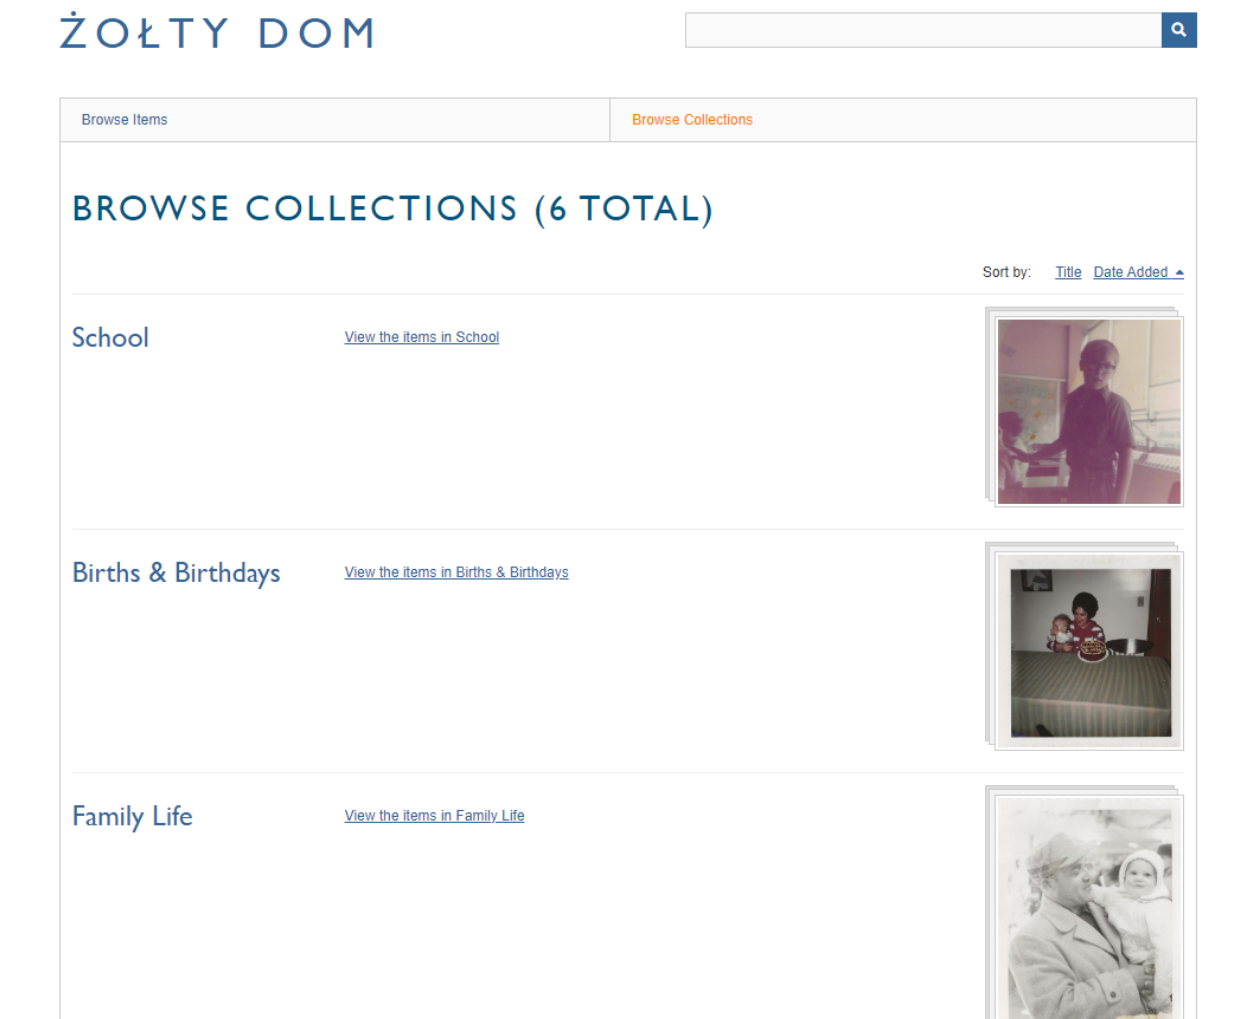 ŻOŁTY DOM
Browse Items
Browse Collections
BROWSE COLLECTIONS (6 TOTAL)
Sort by: Title Date Added
School
View the items in School
Births & Birthdays
View the items in Births & Birthdays
Family Life
View the items in Family Life